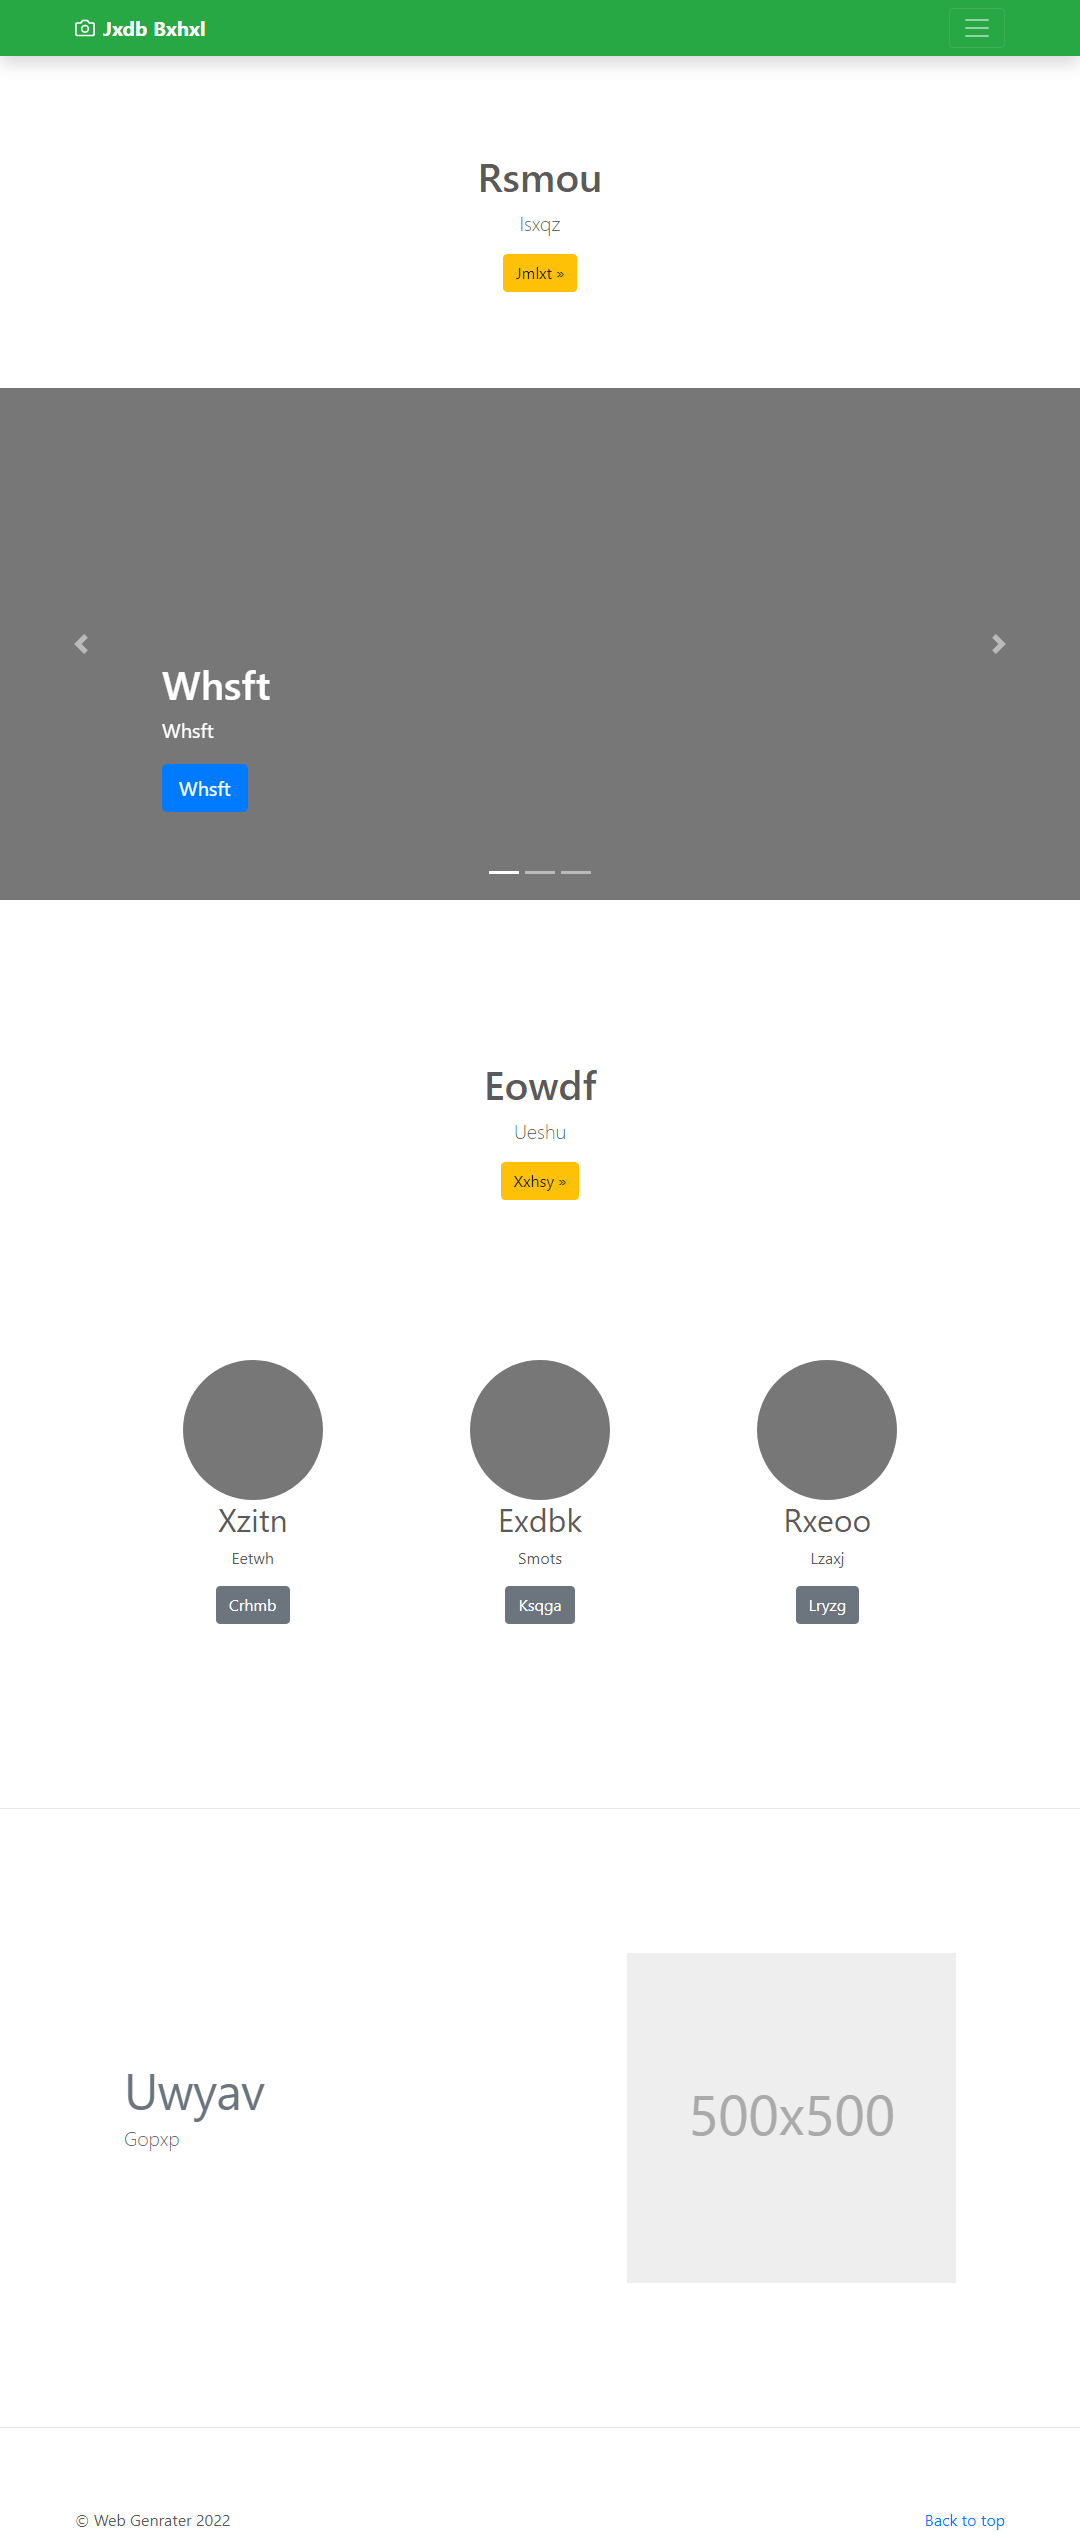 Jxdb Bxhxl
Rsmou
lsxqz
Jmlxt »
Whsft
Whsft
Whsft
Eowdf
Ueshu
Xxhsy »
Xzitn
Exdbk
Rxeoo
Eetwh
Smots
Lzaxj
Crhmb
Ksqga
Lryzg
Uwyav
Gopxp
500x500
© Web Genrater 2022
Back to top